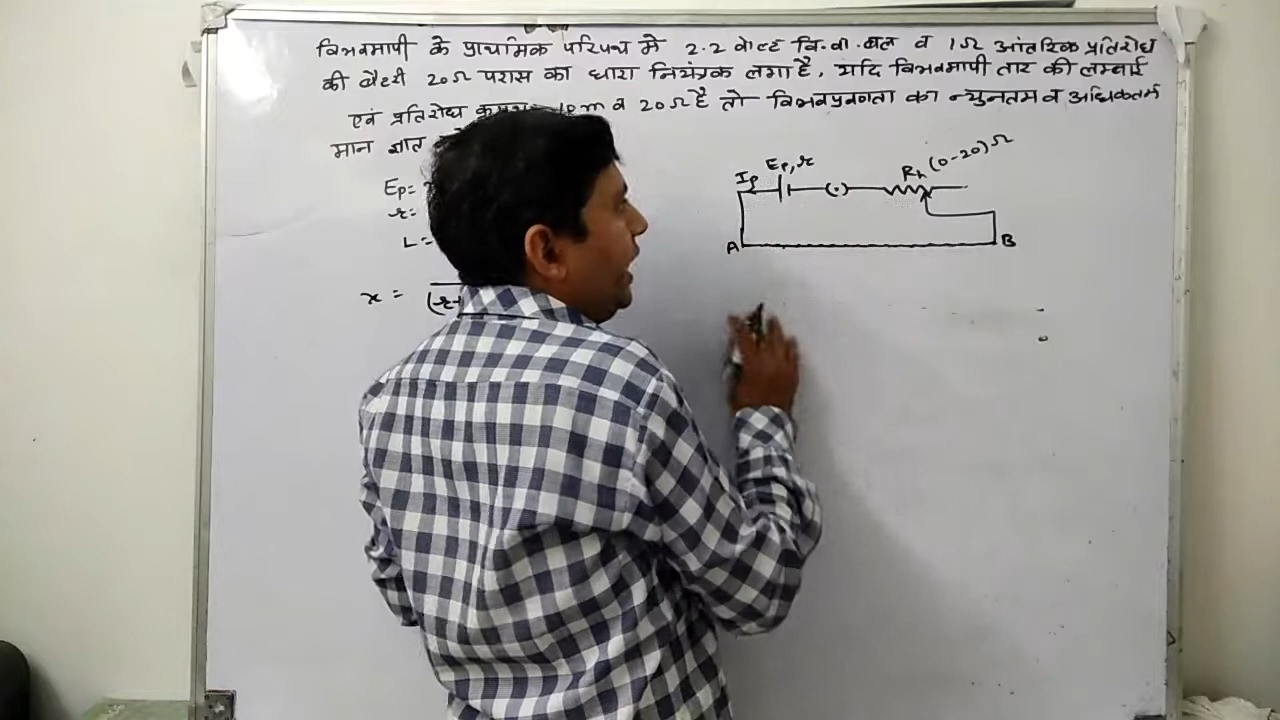 विभवमापी के प्राथमिक परिपथ मे 2.2 वोल्ट वि.वा.बल व 1Ω आंतरिक प्रतिरोध
की बैटरी 20Ω परास का धारा नियंत्रक लगा है, यदि विभवमापी तार की लम्बाई
एवं प्रतिरोध m व 20Ω है तो विभवप्रवणता का न्युनतम व अधिकतम
मान ज्ञात
Ep=
r=
L=
x =
(r+
Ip
Ep,r
(·)
Rh (0-20)Ω
A
B